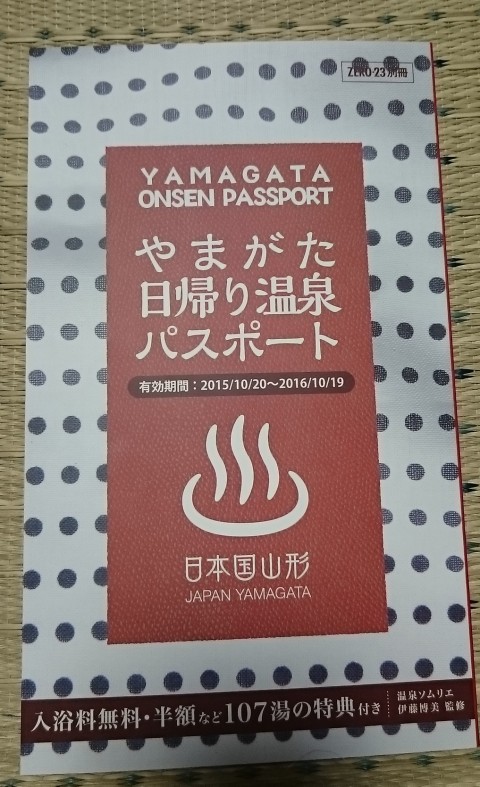 ZERO☆23 別冊
YAMAGATA
ONSEN PASSPORT
やまがた
日帰り温泉
パスポート
有効期間：2015/10/20〜2016/10/19
日本国山形
JAPAN YAMAGATA
入浴料無料・半額など107湯の特典付き
温泉ソムリエ
伊藤博美 監修